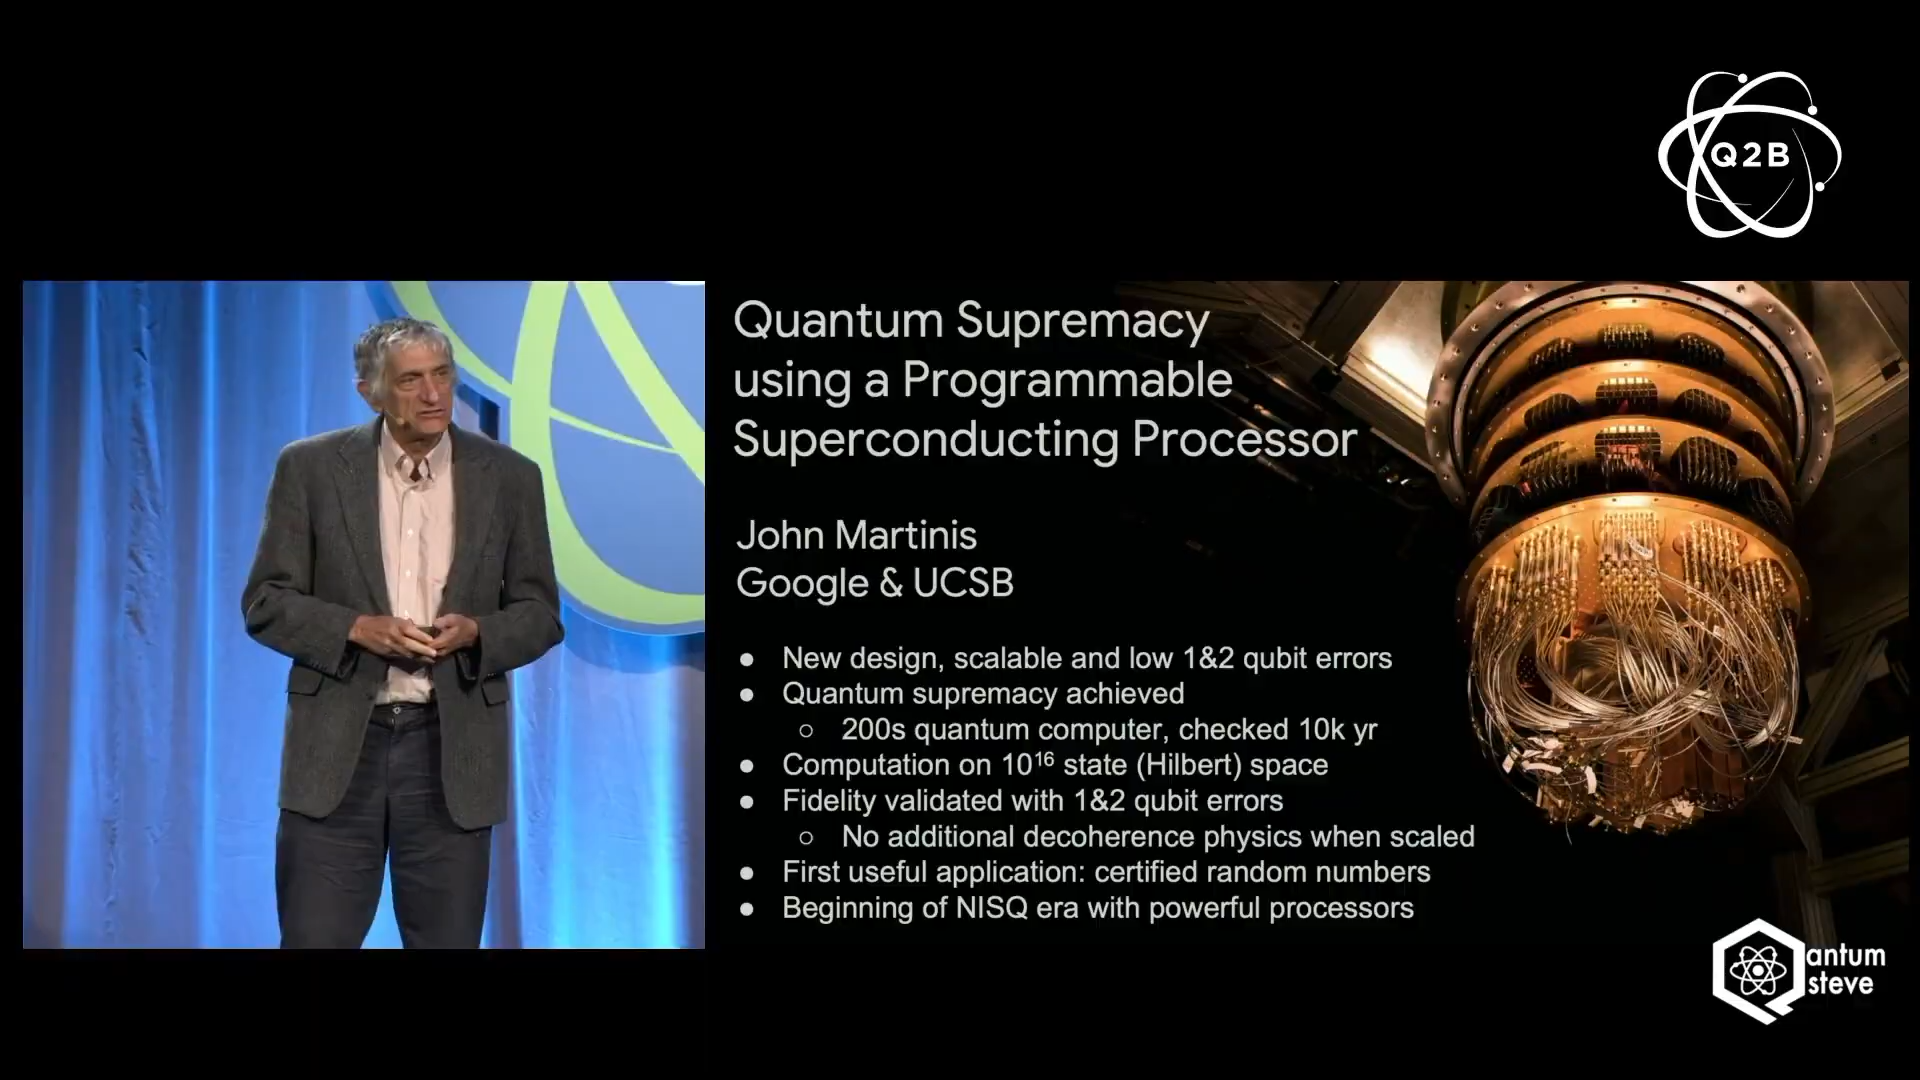 Q2B
Quantum Supremacy
using a Programmable
Superconducting Processor
John Martinis
Google & UCSB
● New design, scalable and low 1&2 qubit errors
● Quantum supremacy achieved
○ 200s quantum computer, checked 10k yr
● Computation on 10¹⁶ state (Hilbert) space
● Fidelity validated with 1&2 qubit errors
○ No additional decoherence physics when scaled
● First useful application: certified random numbers
● Beginning of NISQ era with powerful processors
Quantum
steve